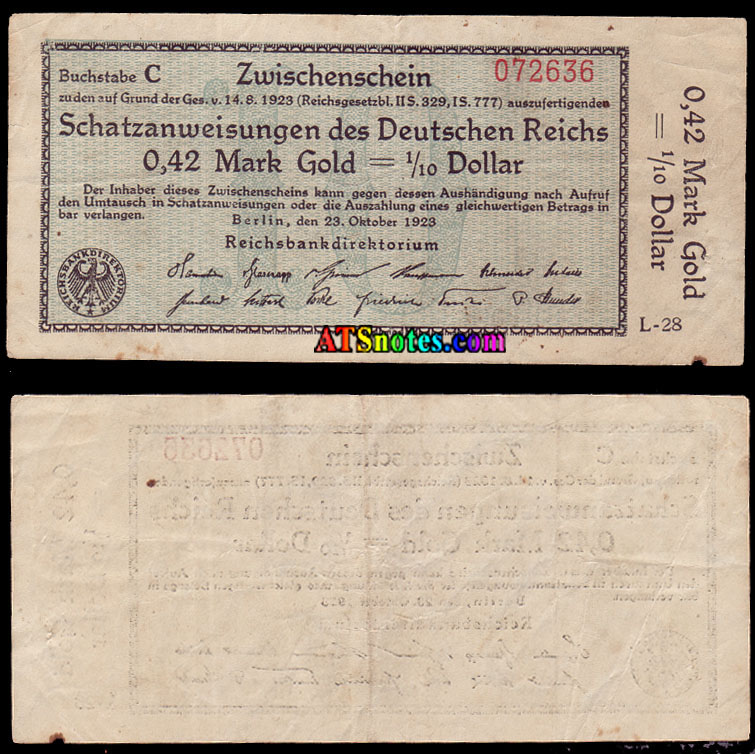 Buchstabe C Zwischenschein 072636
zu den auf Grund der Ges. v. 14. 8. 1923 (Reichsgesetzbl. II S. 329, I S. 777) auszufertigenden
Schatzanweisungen des Deutschen Reichs
0,42 Mark Gold = 1/10 Dollar
Der Inhaber dieses Zwischenscheins kann gegen dessen Aushändigung nach Aufruf
den Umtausch in Schatzanweisungen oder die Auszahlung eines gleichwertigen Betrags in
bar verlangen.
Berlin, den 23. Oktober 1923
Reichsbankdirektorium
REICHSBANKDIREKTORIUM
0,42 Mark Gold
= 1/10 Dollar
L-28
ATSnotes.com